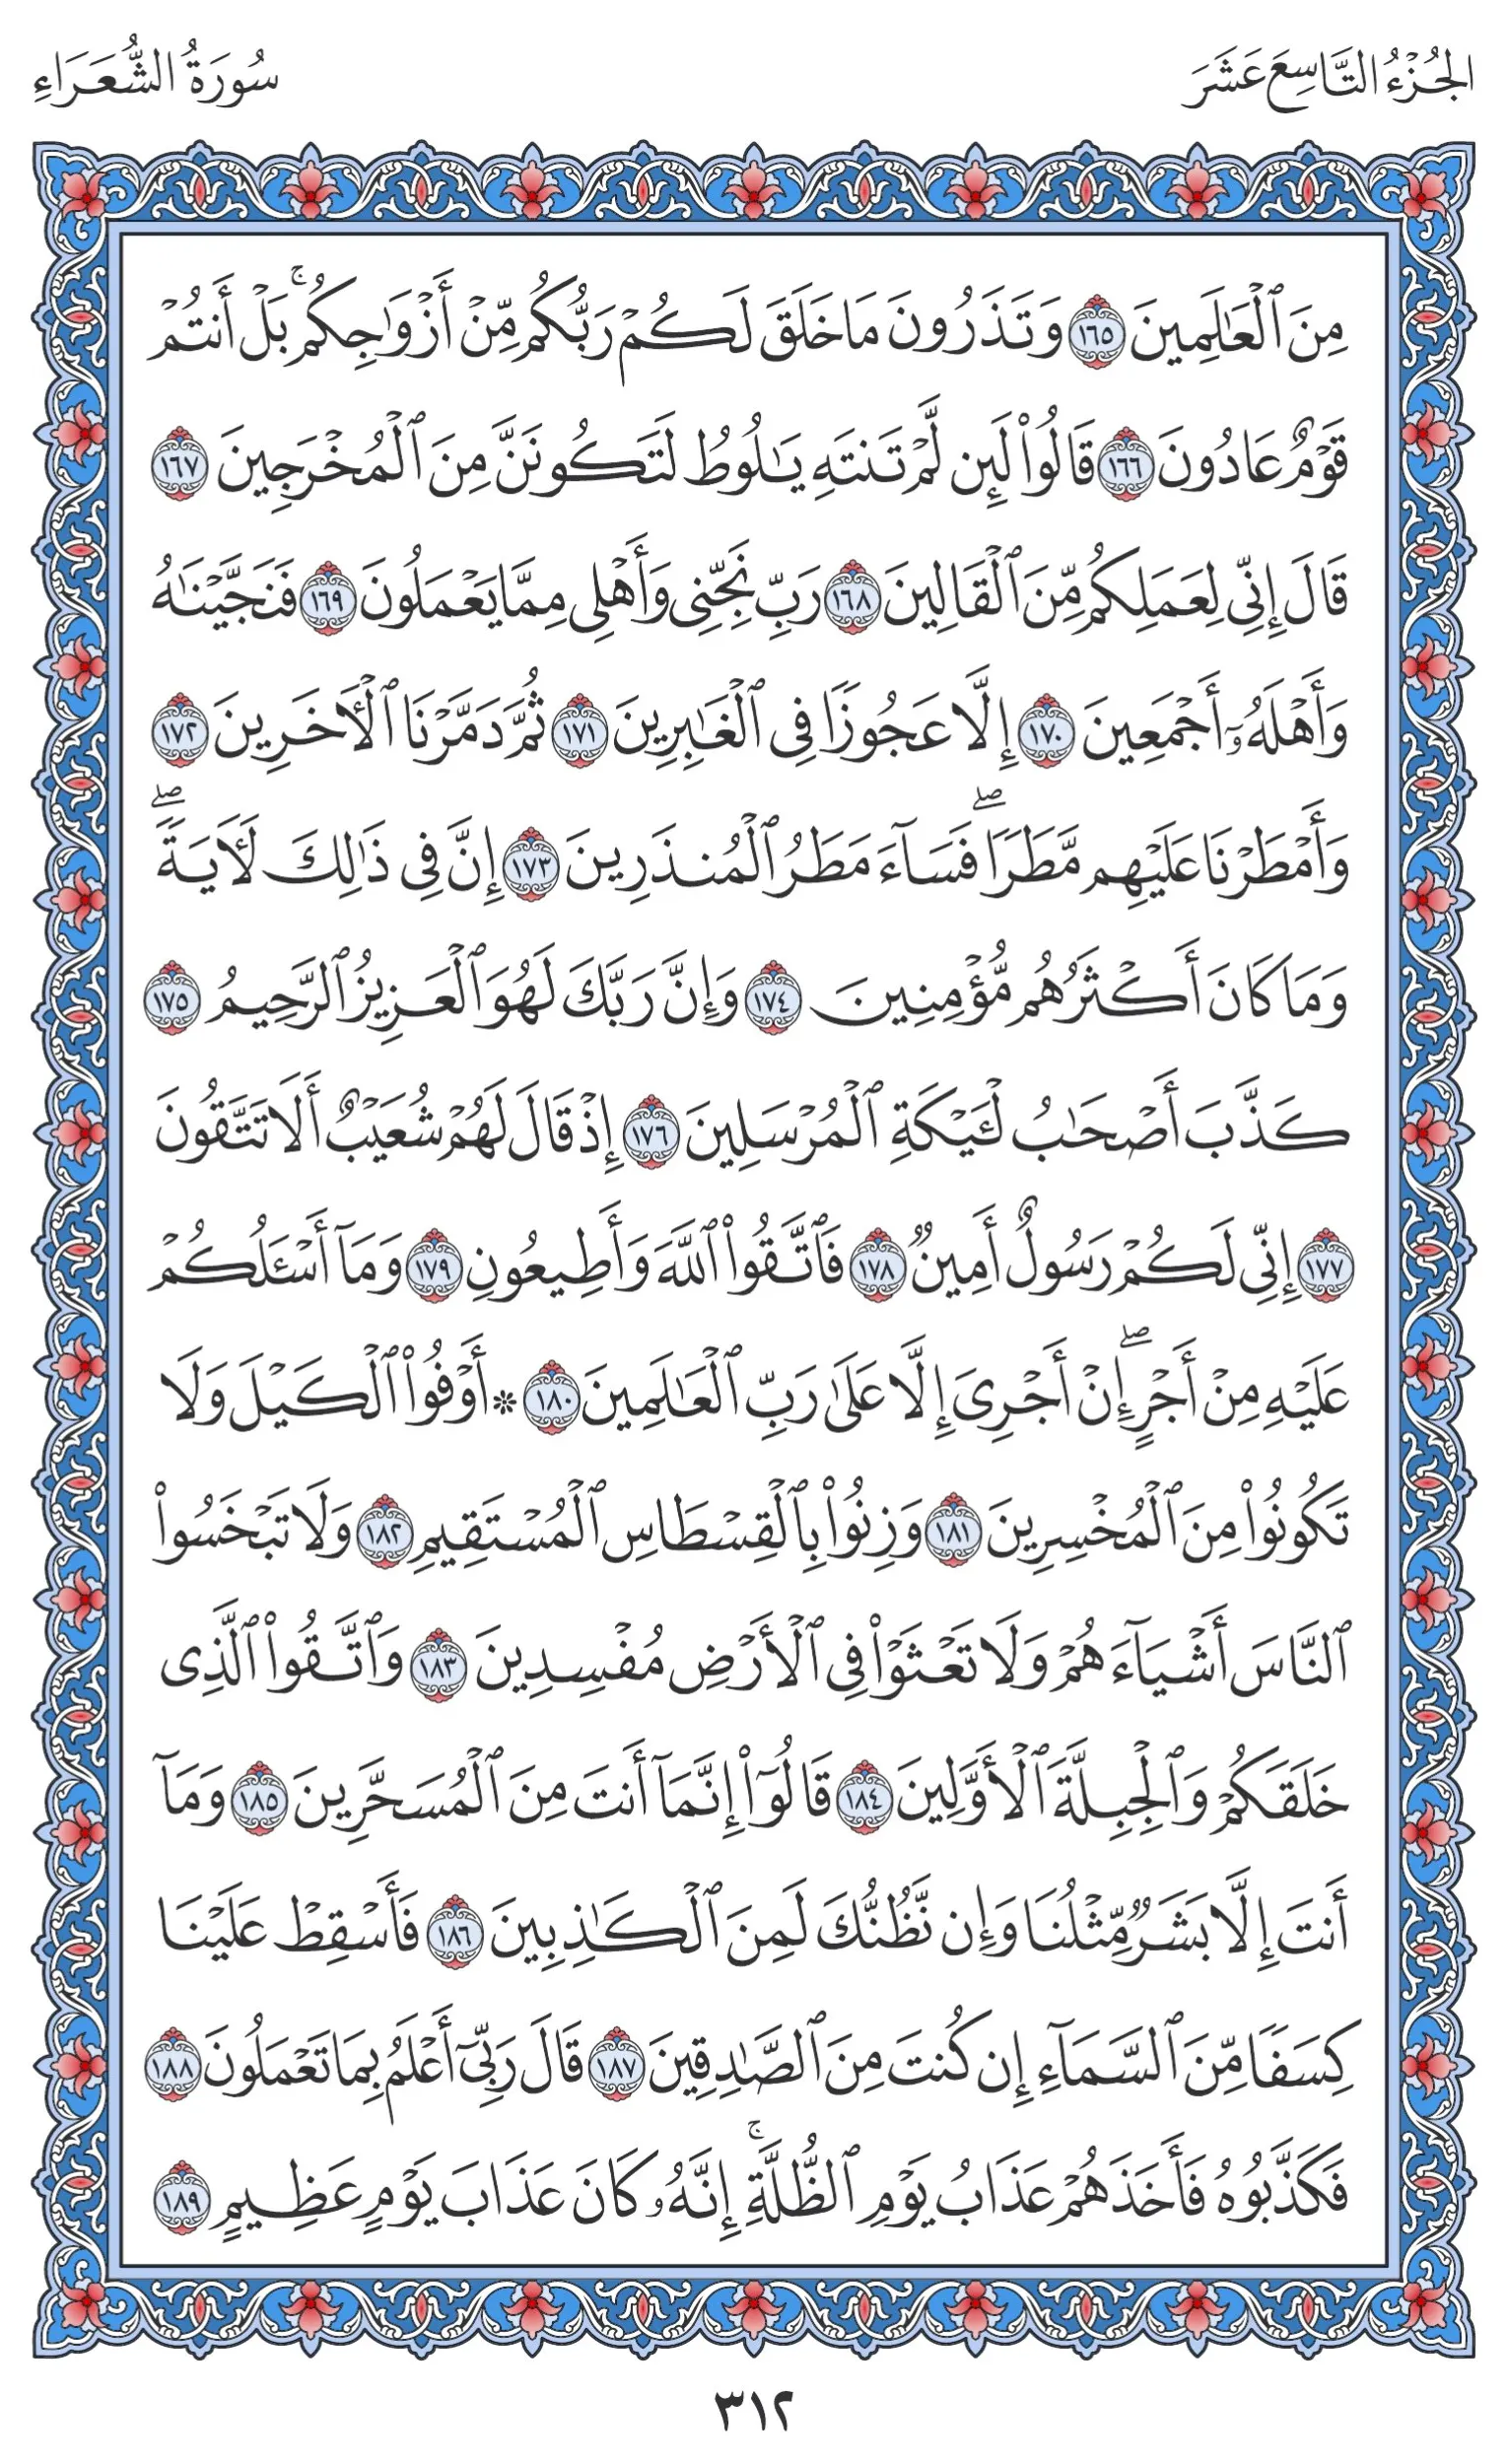 الجُزْءُ التَّاسِعَ عَشَرَ
سُورَةُ الشُّعَرَاءِ
مِنَ ٱلْعَٰلَمِينَ ١٦٥ وَتَذَرُونَ مَا خَلَقَ لَكُمْ رَبُّكُم مِّنْ أَزْوَٰجِكُم ۚ بَلْ أَنتُمْ
قَوْمٌ عَادُونَ ١٦٦ قَالُوا۟ لَئِن لَّمْ تَنتَهِ يَٰلُوطُ لَتَكُونَنَّ مِنَ ٱلْمُخْرَجِينَ ١٦٧
قَالَ إِنِّى لِعَمَلِكُم مِّنَ ٱلْقَالِينَ ١٦٨ رَبِّ نَجِّنِى وَأَهْلِى مِمَّا يَعْمَلُونَ ١٦٩ فَنَجَّيْنَٰهُ
وَأَهْلَهُۥٓ أَجْمَعِينَ ١٧٠ إِلَّا عَجُوزًا فِى ٱلْغَٰبِرِينَ ١٧١ ثُمَّ دَمَّرْنَا ٱلْءَاخَرِينَ ١٧٢
وَأَمْطَرْنَا عَلَيْهِم مَّطَرًا ۖ فَسَآءَ مَطَرُ ٱلْمُنذَرِينَ ١٧٣ إِنَّ فِى ذَٰلِكَ لَءَايَةً ۖ
وَمَا كَانَ أَكْثَرُهُم مُّؤْمِنِينَ ١٧٤ وَإِنَّ رَبَّكَ لَهُوَ ٱلْعَزِيزُ ٱلرَّحِيمُ ١٧٥
كَذَّبَ أَصْحَٰبُ لْـَٔيْكَةِ ٱلْمُرْسَلِينَ ١٧٦ إِذْ قَالَ لَهُمْ شُعَيْبٌ أَلَا تَتَّقُونَ
١٧٧ إِنِّى لَكُمْ رَسُولٌ أَمِينٌ ١٧٨ فَٱتَّقُوا۟ ٱللَّهَ وَأَطِيعُونِ ١٧٩ وَمَآ أَسْـَٔلُكُمْ
عَلَيْهِ مِنْ أَجْرٍ ۖ إِنْ أَجْرِىَ إِلَّا عَلَىٰ رَبِّ ٱلْعَٰلَمِينَ ١٨٠ * أَوْفُوا۟ ٱلْكَيْلَ وَلَا
تَكُونُوا۟ مِنَ ٱلْمُخْسِرِينَ ١٨١ وَزِنُوا۟ بِٱلْقِسْطَاسِ ٱلْمُسْتَقِيمِ ١٨٢ وَلَا تَبْخَسُوا۟
ٱلنَّاسَ أَشْيَآءَهُمْ وَلَا تَعْثَوْا۟ فِى ٱلْأَرْضِ مُفْسِدِينَ ١٨٣ وَٱتَّقُوا۟ ٱلَّذِى
خَلَقَكُمْ وَٱلْجِبِلَّةَ ٱلْأَوَّلِينَ ١٨٤ قَالُوٓا۟ إِنَّمَآ أَنتَ مِنَ ٱلْمُسَحَّرِينَ ١٨٥ وَمَآ
أَنتَ إِلَّا بَشَرٌ مِّثْلُنَا وَإِن نَّظُنُّكَ لَمِنَ ٱلْكَٰذِبِينَ ١٨٦ فَأَسْقِطْ عَلَيْنَا
كِسَفًا مِّنَ ٱلسَّمَآءِ إِن كُنتَ مِنَ ٱلصَّٰدِقِينَ ١٨٧ قَالَ رَبِّىٓ أَعْلَمُ بِمَا تَعْمَلُونَ ١٨٨
فَكَذَّبُوهُ فَأَخَذَهُمْ عَذَابُ يَوْمِ ٱلظُّلَّةِ ۚ إِنَّهُۥ كَانَ عَذَابَ يَوْمٍ عَظِيمٍ ١٨٩
٣١٢